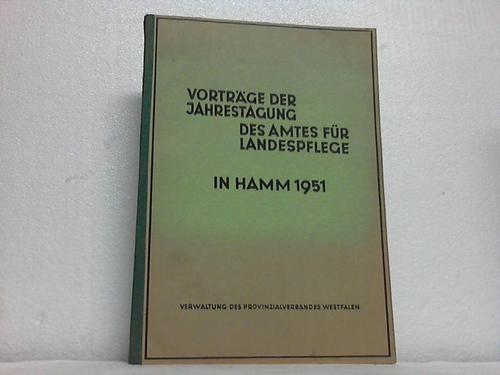 VORTRÄGE DER
JAHRESTAGUNG
DES AMTES FÜR
LANDESPFLEGE
IN HAMM 1951
VERWALTUNG DES PROVINZIALVERBANDES WESTFALEN